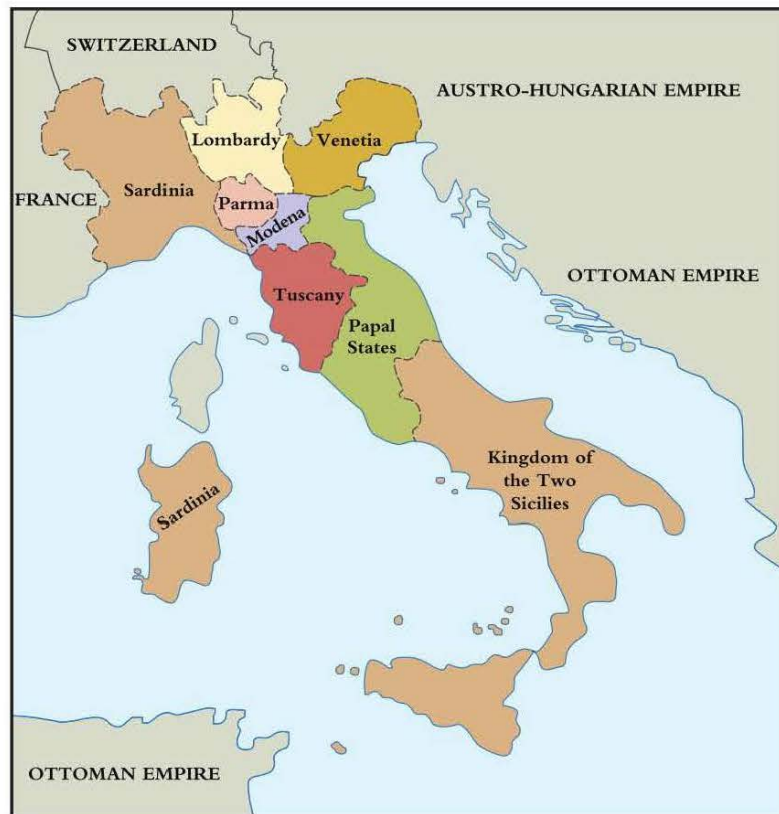 SWITZERLAND
AUSTRO-HUNGARIAN EMPIRE
Lombardy
Venetia
Sardinia
FRANCE
Parma
Modena
OTTOMAN EMPIRE
Tuscany
Papal
States
Kingdom of
the Two
Sicilies
Sardinia
OTTOMAN EMPIRE